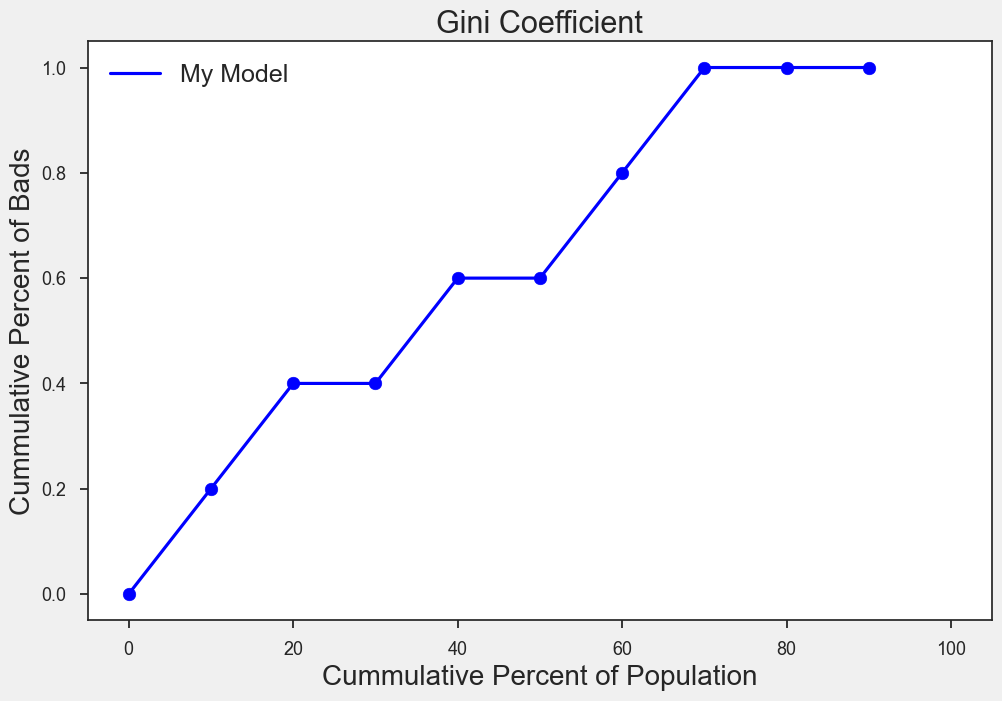 Gini Coefficient
My Model
Cummulative Percent of Bads
1.0
0.8
0.6
0.4
0.2
0.0
0 20 40 60 80 100
Cummulative Percent of Population